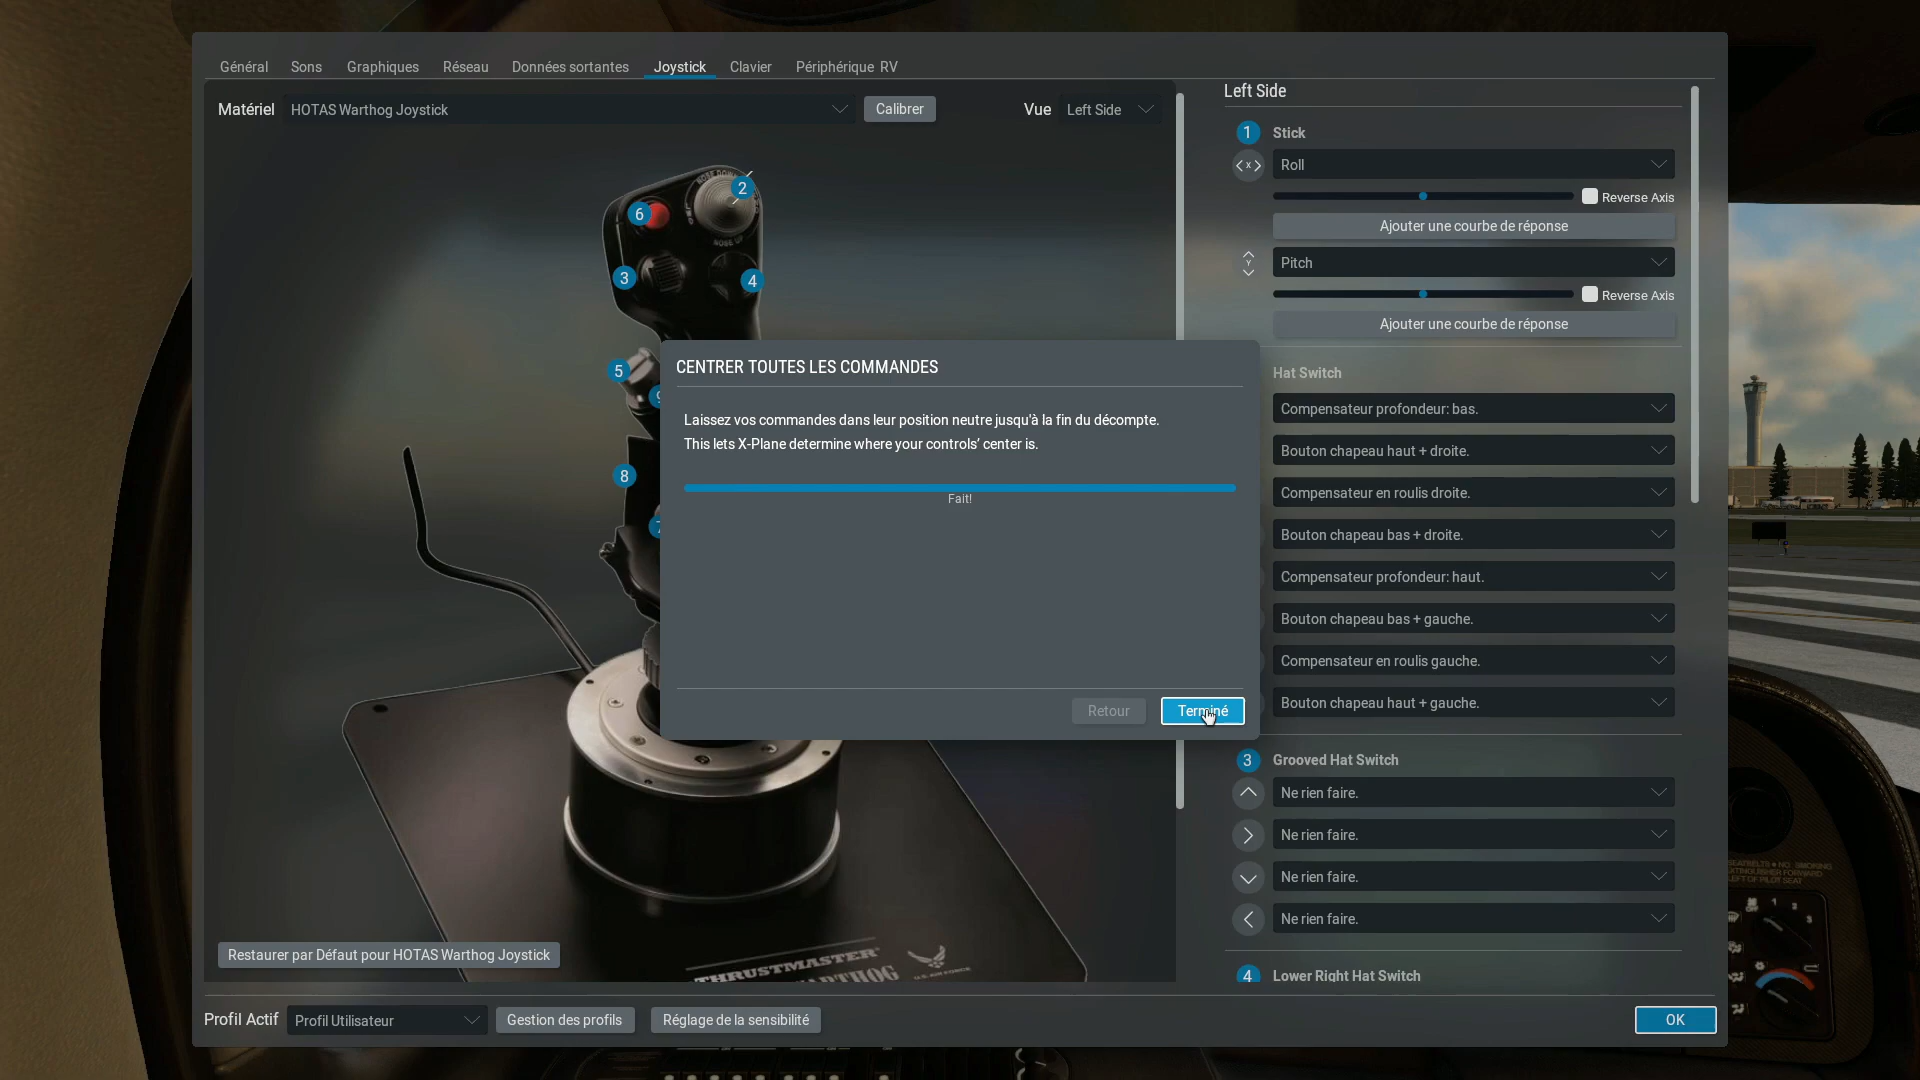 Général Sons Graphiques Réseau Données sortantes Joystick Clavier Périphérique RV
Matériel HOTAS Warthog Joystick Calibrer Vue Left Side
Left Side
1 Stick
X Roll
Reverse Axis
Ajouter une courbe de réponse
Y Pitch
Reverse Axis
Ajouter une courbe de réponse
Hat Switch
Compensateur profondeur: bas.
Bouton chapeau haut + droite.
Compensateur en roulis droite.
Bouton chapeau bas + droite.
Compensateur profondeur: haut.
Bouton chapeau bas + gauche.
Compensateur en roulis gauche.
Bouton chapeau haut + gauche.
3 Grooved Hat Switch
Ne rien faire.
Ne rien faire.
Ne rien faire.
Ne rien faire.
4 Lower Right Hat Switch
2
6
3
4
5
8
NOSE UP
CENTRER TOUTES LES COMMANDES
Laissez vos commandes dans leur position neutre jusqu'à la fin du décompte.
This lets X-Plane determine where your controls’ center is.
Fait!
Retour Terminé
THRUSTMASTER
WARTHOG
U.S. AIR FORCE
Restaurer par Défaut pour HOTAS Warthog Joystick
Profil Actif Profil Utilisateur Gestion des profils Réglage de la sensibilité OK